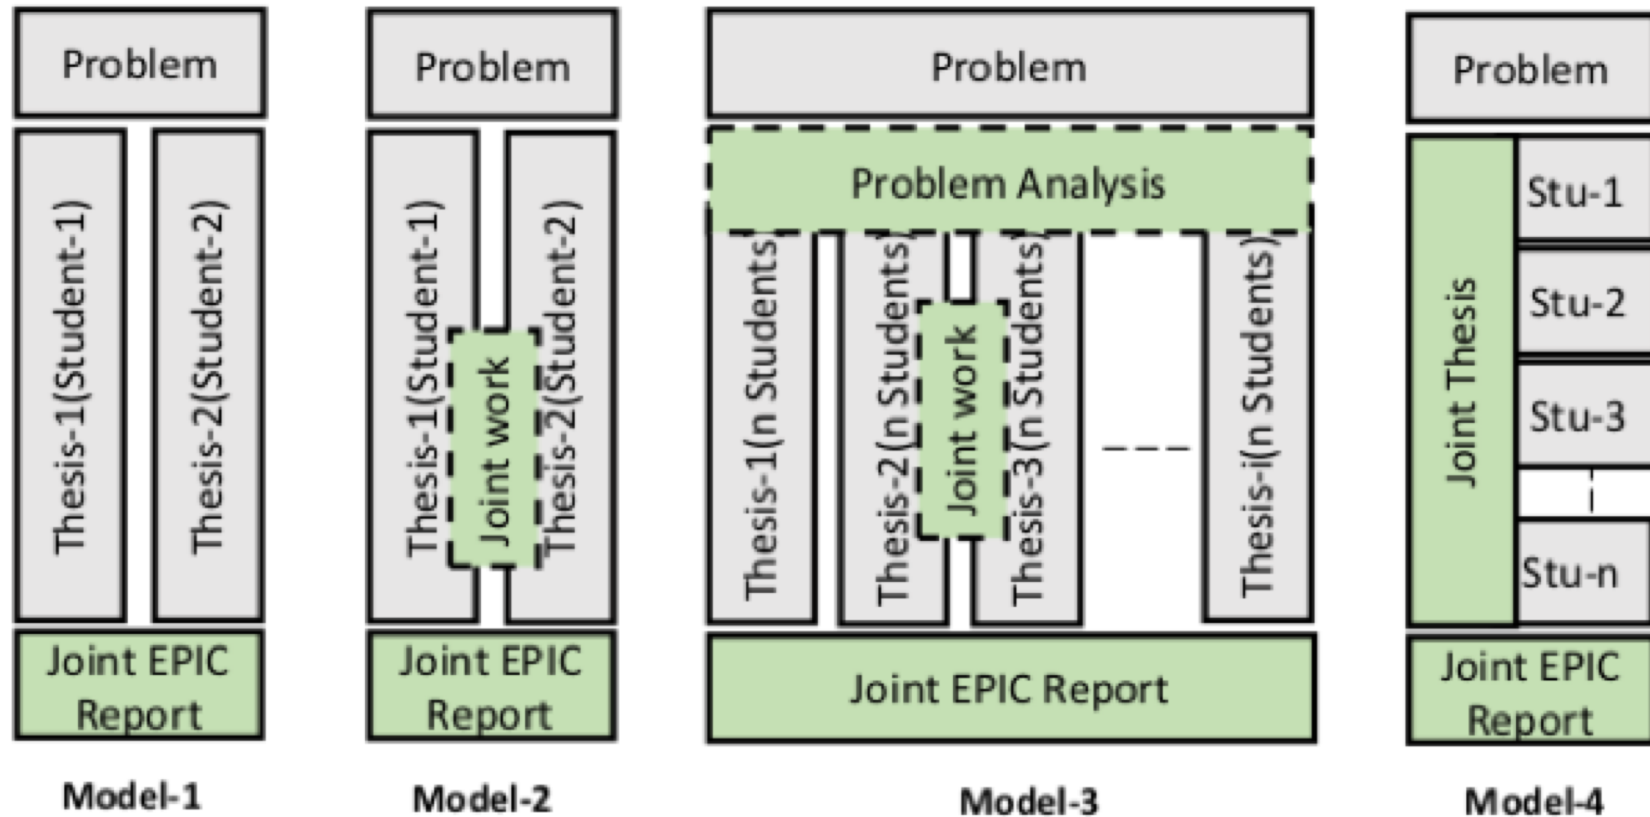 Problem
Thesis-1(Student-1)
Thesis-2(Student-2)
Joint EPIC
Report
Model-1
Problem
Thesis-1(Student-1)
Joint work
Thesis-2(Student-2)
Joint EPIC
Report
Model-2
Problem
Problem Analysis
Thesis-1(n Students)
Thesis-2(n Students)
Joint work
Thesis-3(n Students)
Thesis-i(n Students)
Joint EPIC Report
Model-3
Problem
Joint Thesis
Stu-1
Stu-2
Stu-3
Stu-n
Joint EPIC
Report
Model-4